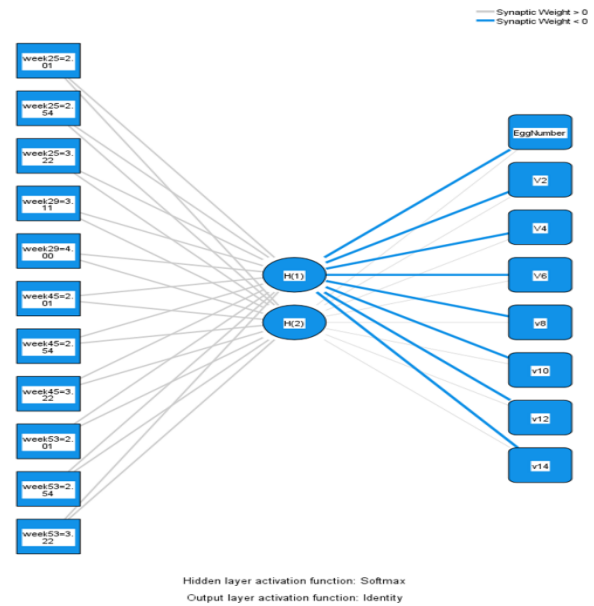 Synaptic Weight > 0
Synaptic Weight < 0
week25=2.
01
week25=2.
54
week25=3.
22
week29=3.
11
week29=4.
00
week45=2.
01
week45=2.
54
week45=3.
22
week53=2.
01
week53=2.
54
week53=3.
22
H(1)
H(2)
EggNumber
V2
V4
V6
v8
v10
v12
v14
Hidden layer activation function: Softmax
Output layer activation function: Identity